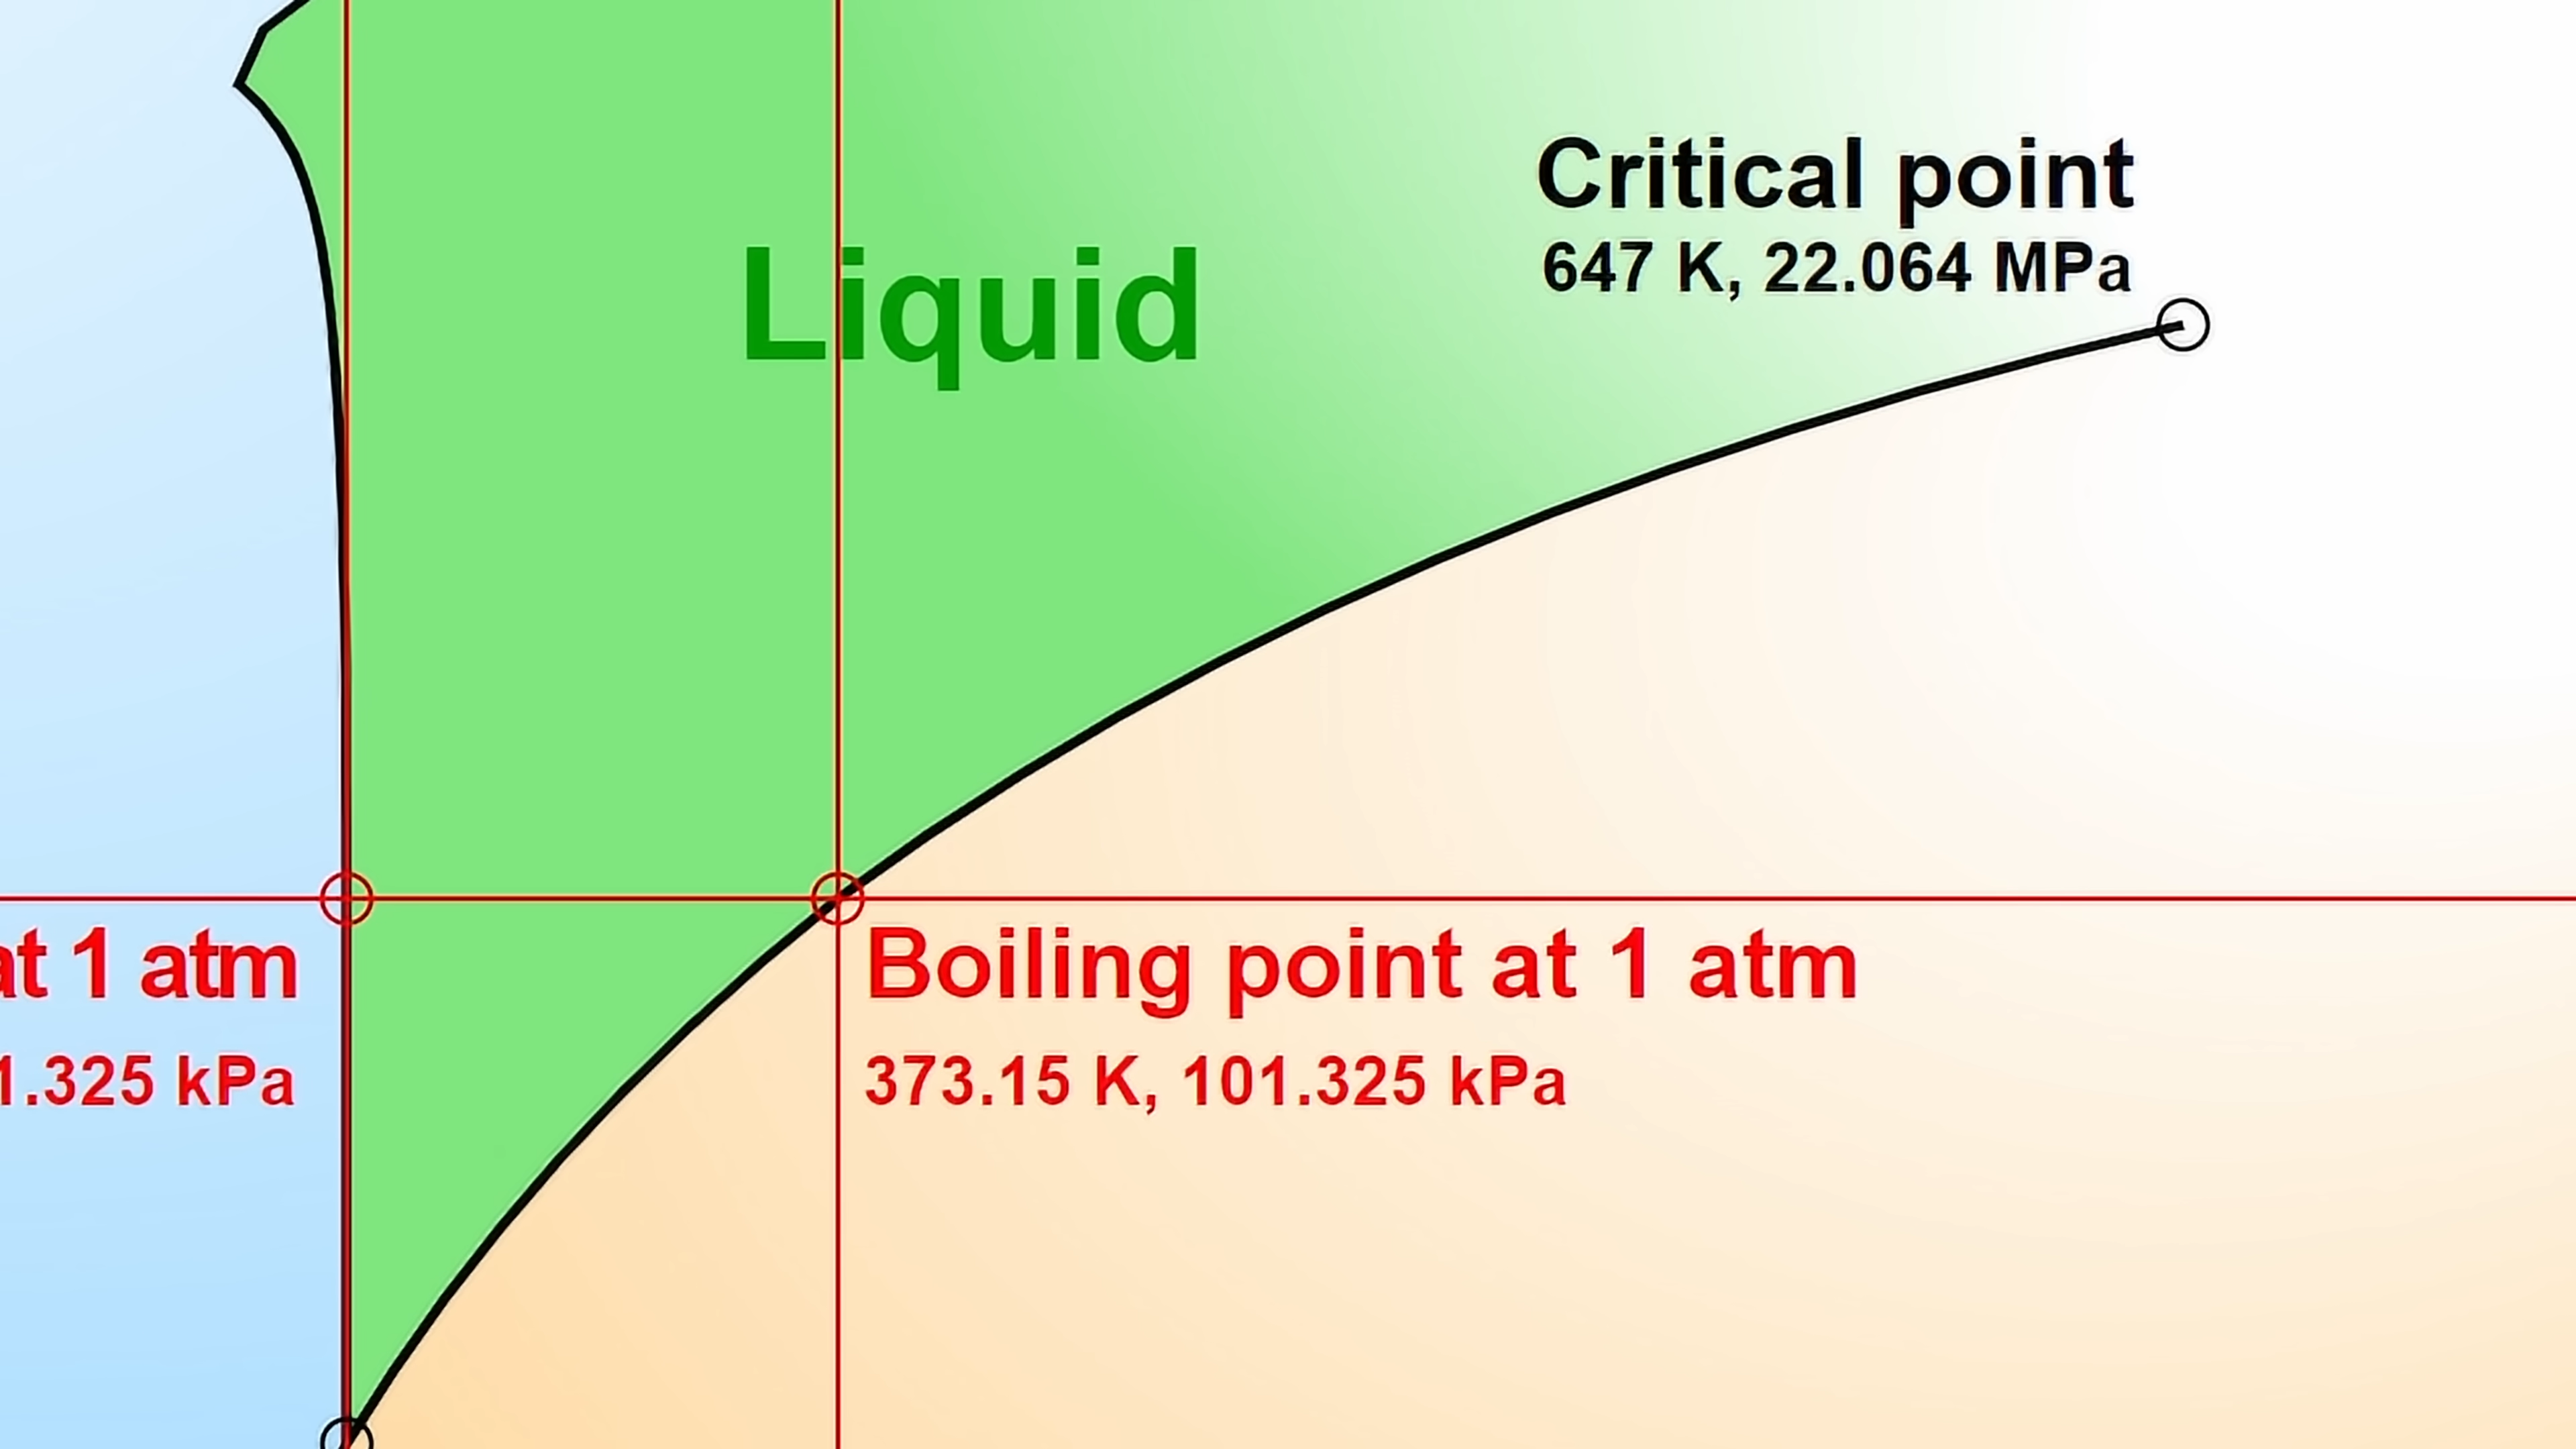 Critical point
647 K, 22.064 MPa
Liquid
at 1 atm
Boiling point at 1 atm
1.325 kPa
373.15 K, 101.325 kPa